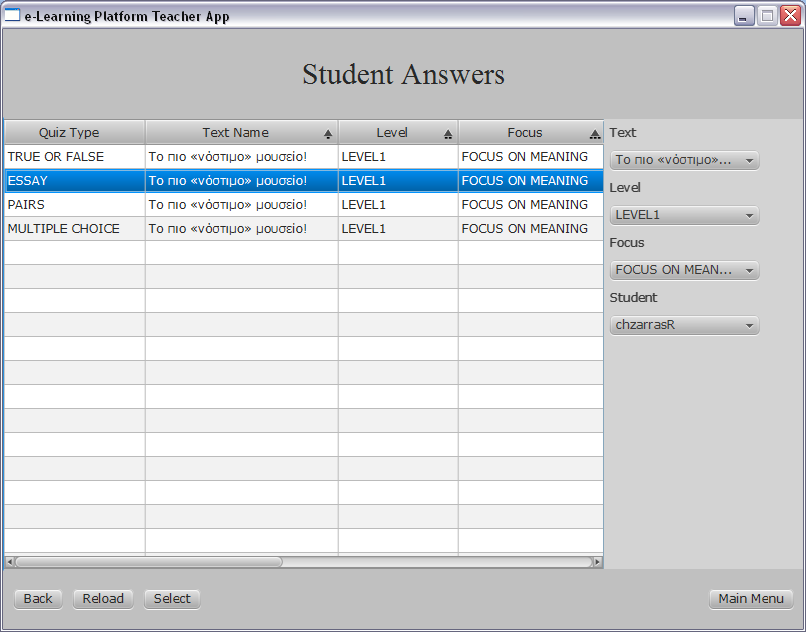 e-Learning Platform Teacher App
Student Answers
Quiz Type Text Name Level Focus
TRUE OR FALSE Το πιο «νόστιμο» μουσείο! LEVEL1 FOCUS ON MEANING
ESSAY Το πιο «νόστιμο» μουσείο! LEVEL1 FOCUS ON MEANING
PAIRS Το πιο «νόστιμο» μουσείο! LEVEL1 FOCUS ON MEANING
MULTIPLE CHOICE Το πιο «νόστιμο» μουσείο! LEVEL1 FOCUS ON MEANING
Text
Το πιο «νόστιμο»...
Level
LEVEL1
Focus
FOCUS ON MEAN...
Student
chzarrasR
Back Reload Select Main Menu